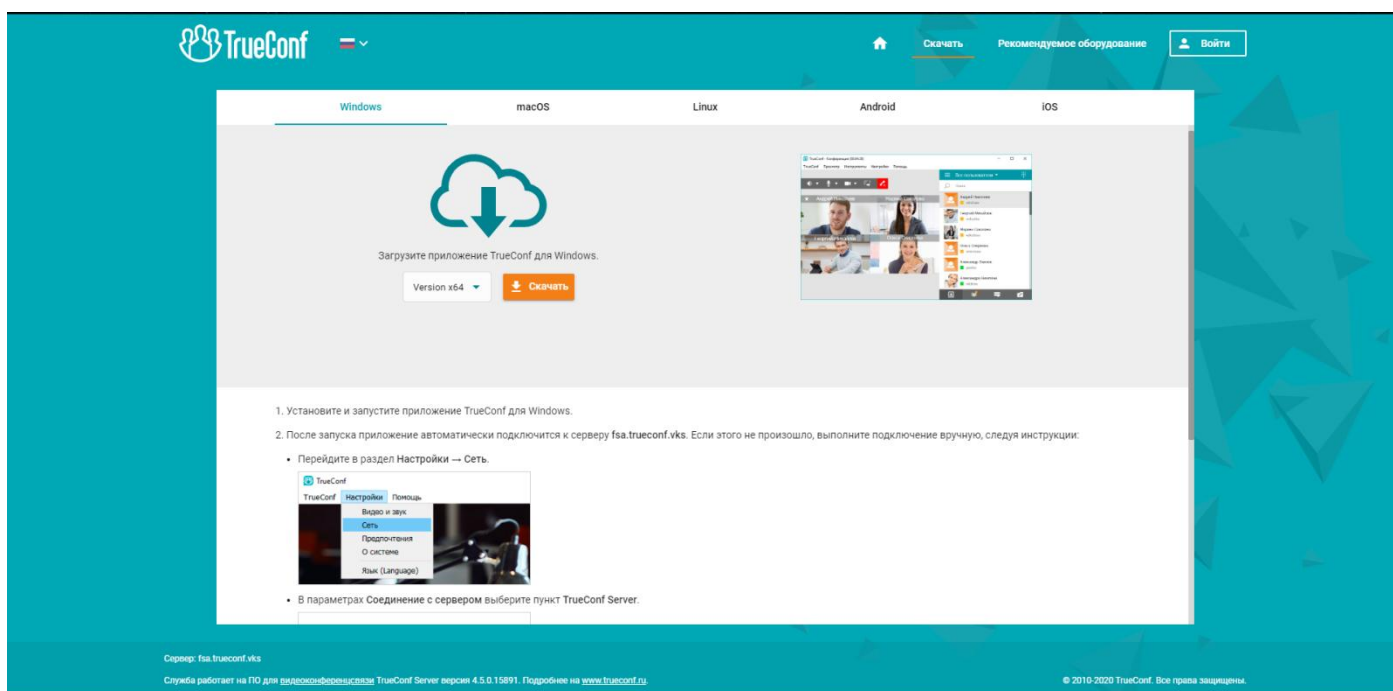 TrueConf
Скачать
Рекомендуемое оборудование
Войти
Windows
macOS
Linux
Android
iOS
Загрузите приложение TrueConf для Windows.
Version x64
Скачать
1. Установите и запустите приложение TrueConf для Windows.
2. После запуска приложение автоматически подключится к серверу fsa.trueconf.vks. Если этого не произошло, выполните подключение вручную, следуя инструкции:
• Перейдите в раздел Настройки → Сеть.
TrueConf
TrueConf Настройки Помощь
Видео и звук
Сеть
Предпочтения
О системе
Язык (Language)
• В параметрах Соединение с сервером выберите пункт TrueConf Server.
Сервер: fsa.trueconf.vks
Служба работает на ПО для видеоконференцсвязи TrueConf Server версии 4.5.0.15891. Подробнее на www.trueconf.ru.
© 2010-2020 TrueConf. Все права защищены.